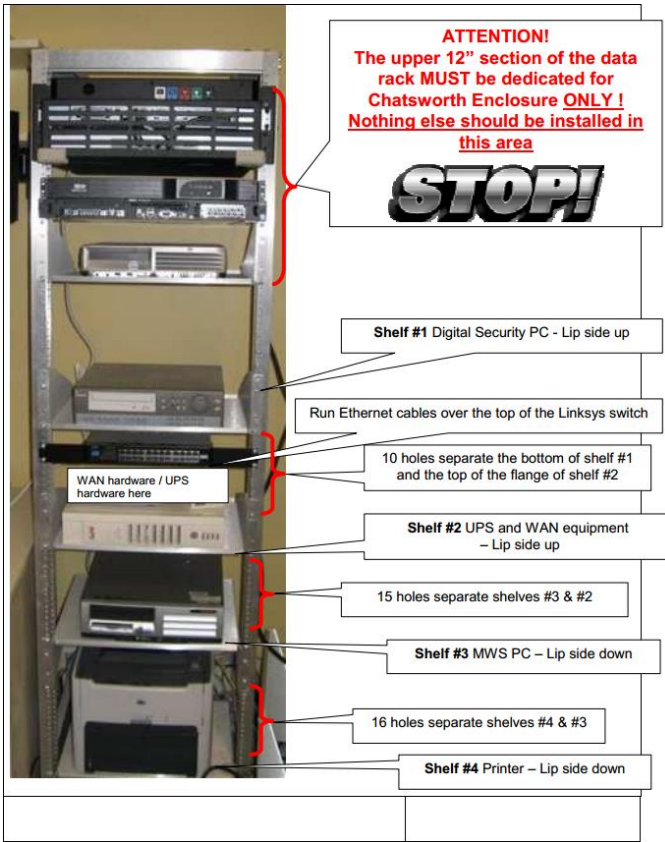 ATTENTION!
The upper 12” section of the data
rack MUST be dedicated for
Chatsworth Enclosure ONLY !
Nothing else should be installed in
this area
STOP!
Shelf #1 Digital Security PC - Lip side up
Run Ethernet cables over the top of the Linksys switch
10 holes separate the bottom of shelf #1
and the top of the flange of shelf #2
WAN hardware / UPS
hardware here
Shelf #2 UPS and WAN equipment
– Lip side up
15 holes separate shelves #3 & #2
Shelf #3 MWS PC – Lip side down
16 holes separate shelves #4 & #3
Shelf #4 Printer – Lip side down